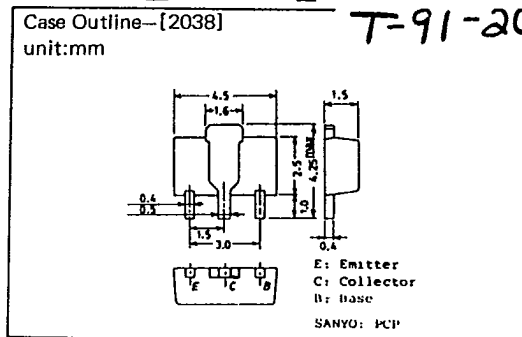 Case Outline—[2038]
T-91-20
unit:mm
4.5
1.6
1.5
2.5
4.25max
1.0
0.4
0.5
1.5
3.0
0.4
E: Emitter
C: Collector
B: Base
E C B
SANYO: PCP